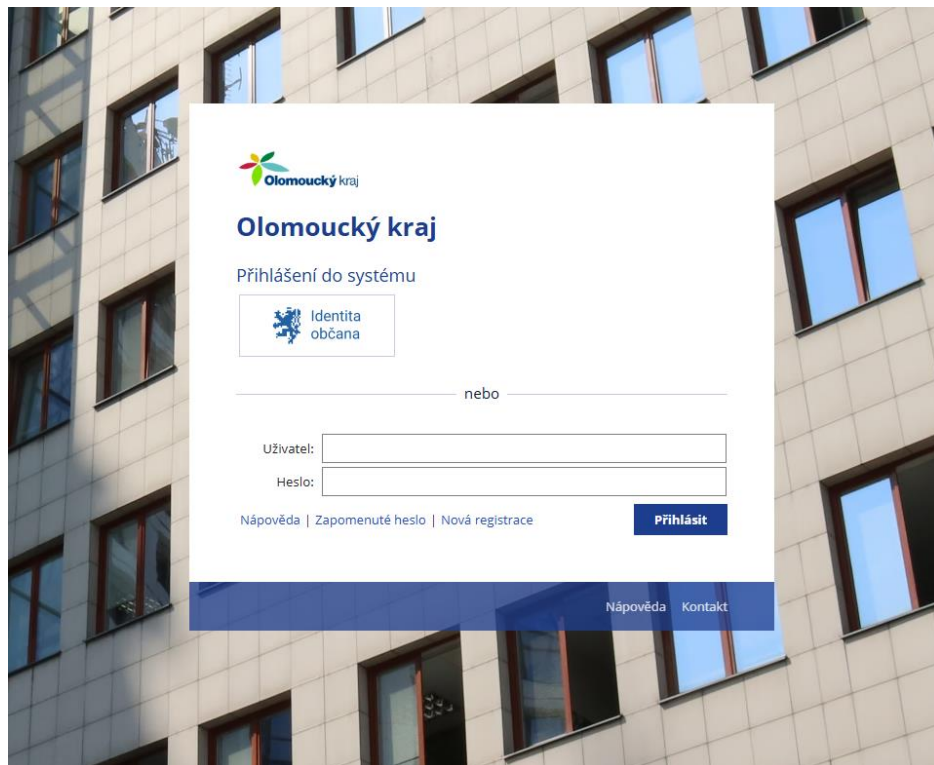 Olomoucký kraj
Olomoucký kraj
Přihlášení do systému
Identita
občana
nebo
Uživatel:
Heslo:
Nápověda | Zapomenuté heslo | Nová registrace
Přihlásit
Nápověda Kontakt